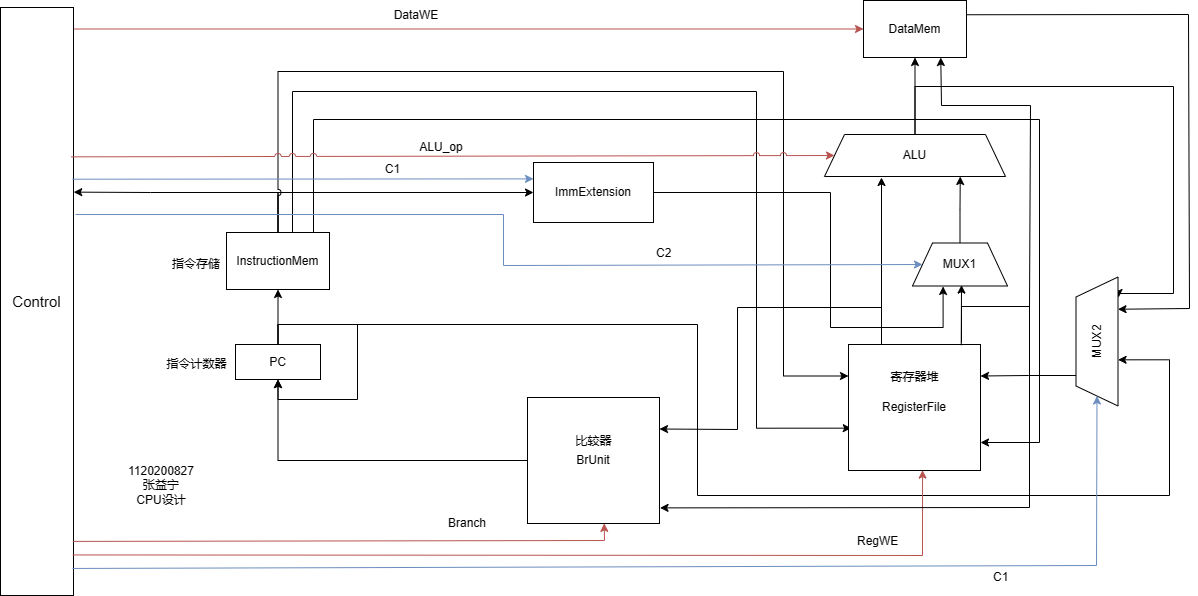 DataWE
DataMem
ALU_op
ALU
C1
ImmExtension
C2
MUX1
指令存储
InstructionMem
Control
MUX2
指令计数器
PC
寄存器堆
RegisterFile
比较器
BrUnit
1120200827
张益宁
CPU设计
Branch
RegWE
C1